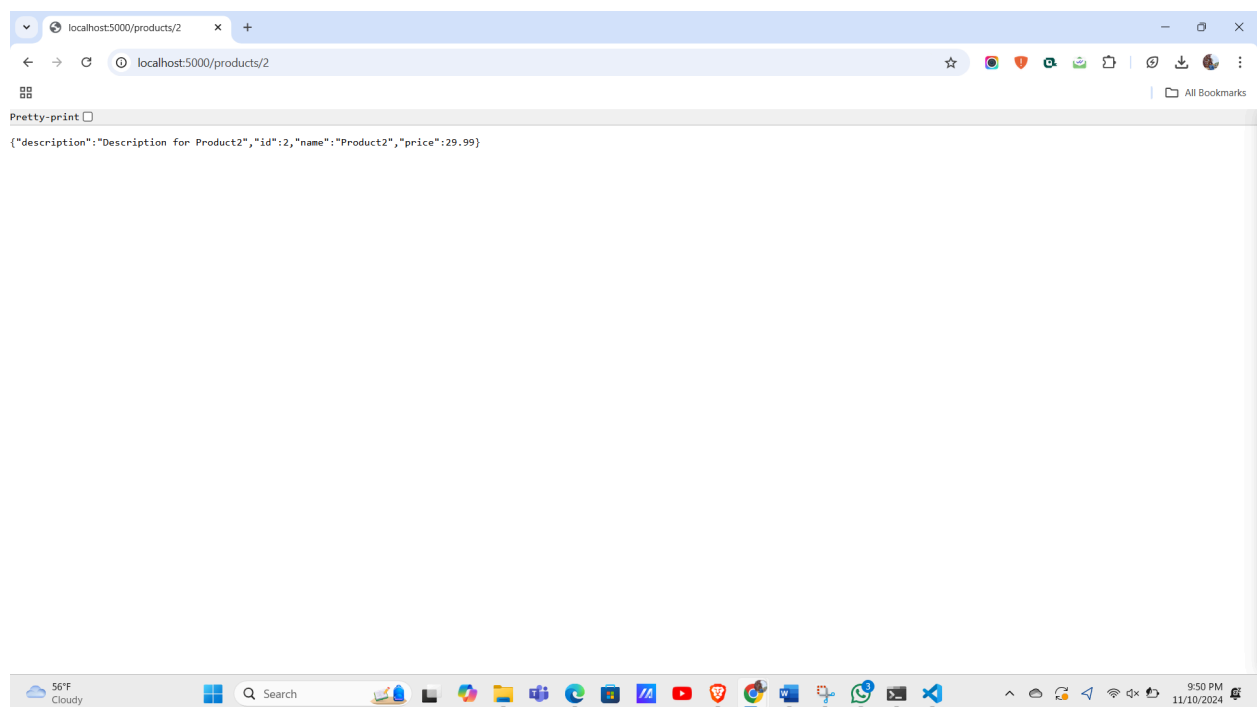 localhost:5000/products/2
localhost:5000/products/2
All Bookmarks
Pretty-print
{"description":"Description for Product2","id":2,"name":"Product2","price":29.99}
56°F
Cloudy
Search
3
9:50 PM
11/10/2024